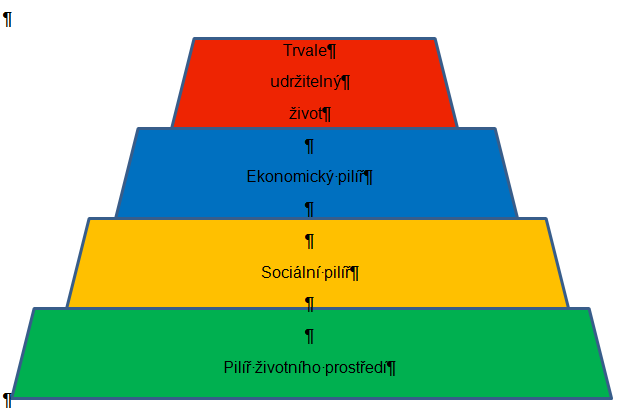 ¶
Trvale¶
udržitelný¶
život¶
¶
Ekonomický·pilíř¶
¶
¶
Sociální·pilíř¶
¶
¶
Pilíř·životního·prostředí¶
¶